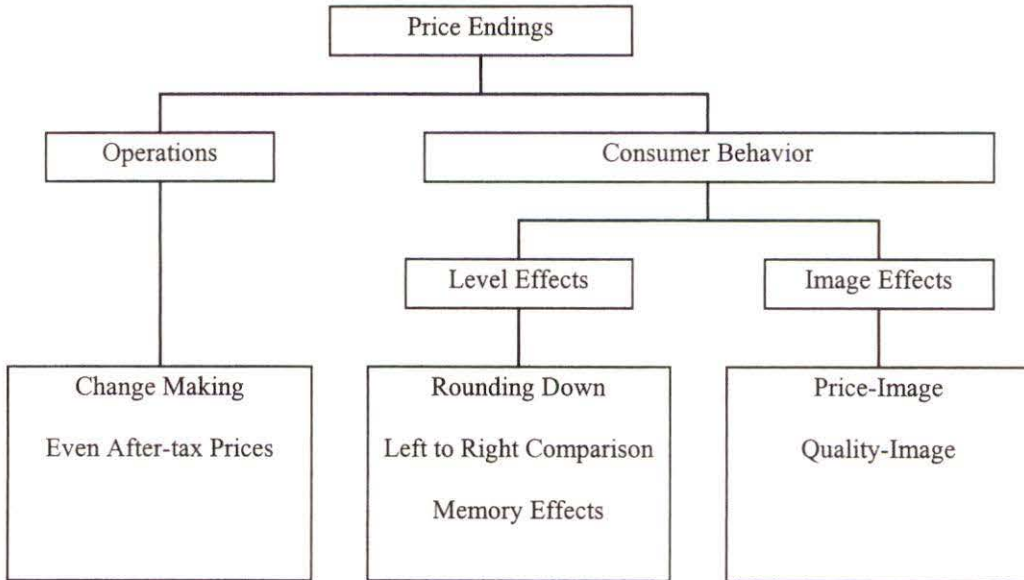 Price Endings
Operations
Consumer Behavior
Level Effects
Image Effects
Change Making
Even After-tax Prices
Rounding Down
Left to Right Comparison
Memory Effects
Price-Image
Quality-Image